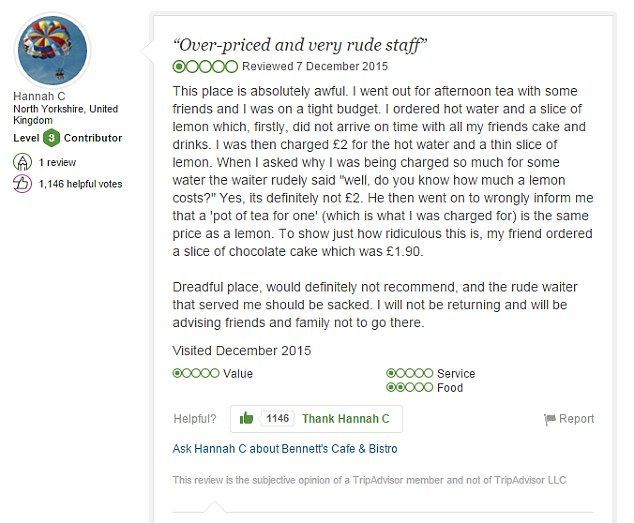 Hannah C
North Yorkshire, United
Kingdom
Level 3 Contributor
1 review
1,146 helpful votes
“Over-priced and very rude staff”
Reviewed 7 December 2015
This place is absolutely awful. I went out for afternoon tea with some
friends and I was on a tight budget. I ordered hot water and a slice of
lemon which, firstly, did not arrive on time with all my friends cake and
drinks. I was then charged £2 for the hot water and a thin slice of
lemon. When I asked why I was being charged so much for some
water the waiter rudely said "well, do you know how much a lemon
costs?" Yes, its definitely not £2. He then went on to wrongly inform me
that a 'pot of tea for one' (which is what I was charged for) is the same
price as a lemon. To show just how ridiculous this is, my friend ordered
a slice of chocolate cake which was £1.90.
Dreadful place, would definitely not recommend, and the rude waiter
that served me should be sacked. I will not be returning and will be
advising friends and family not to go there.
Visited December 2015
Value
Service
Food
Helpful? 1146 Thank Hannah C Report
Ask Hannah C about Bennett's Cafe & Bistro
This review is the subjective opinion of a TripAdvisor member and not of TripAdvisor LLC